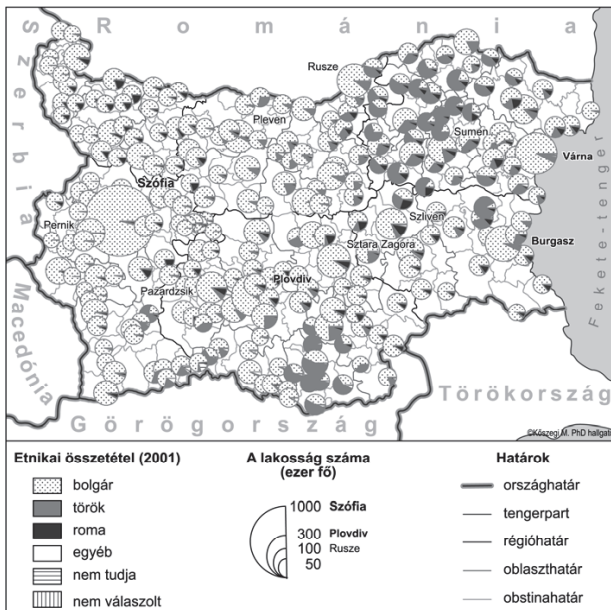 Románia
Szerbia
Rusze
Pleven
Sumen
Szófia
Várna
Pernik
Szliven
Sztara Zagora
Burgasz
Plovdiv
Pazardzsik
Fekete-tenger
Macedónia
Törökország
Görögország
©Kőszegi M. PhD hallgató
Etnikai összetétel (2001)
bolgár
török
roma
egyéb
nem tudja
nem válaszolt
A lakosság száma
(ezer fő)
1000 Szófia
300 Plovdiv
100 Rusze
50
Határok
országhatár
tengerpart
régióhatár
oblaszthatár
obstinahatár